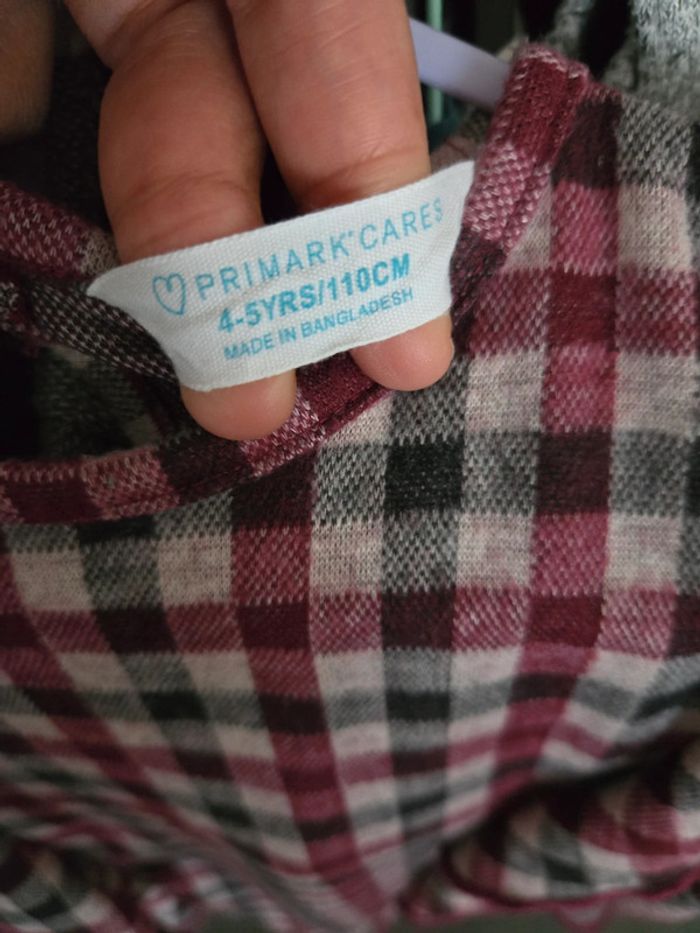 PRIMARK® CARES
4-5YRS/110CM
MADE IN BANGLADESH